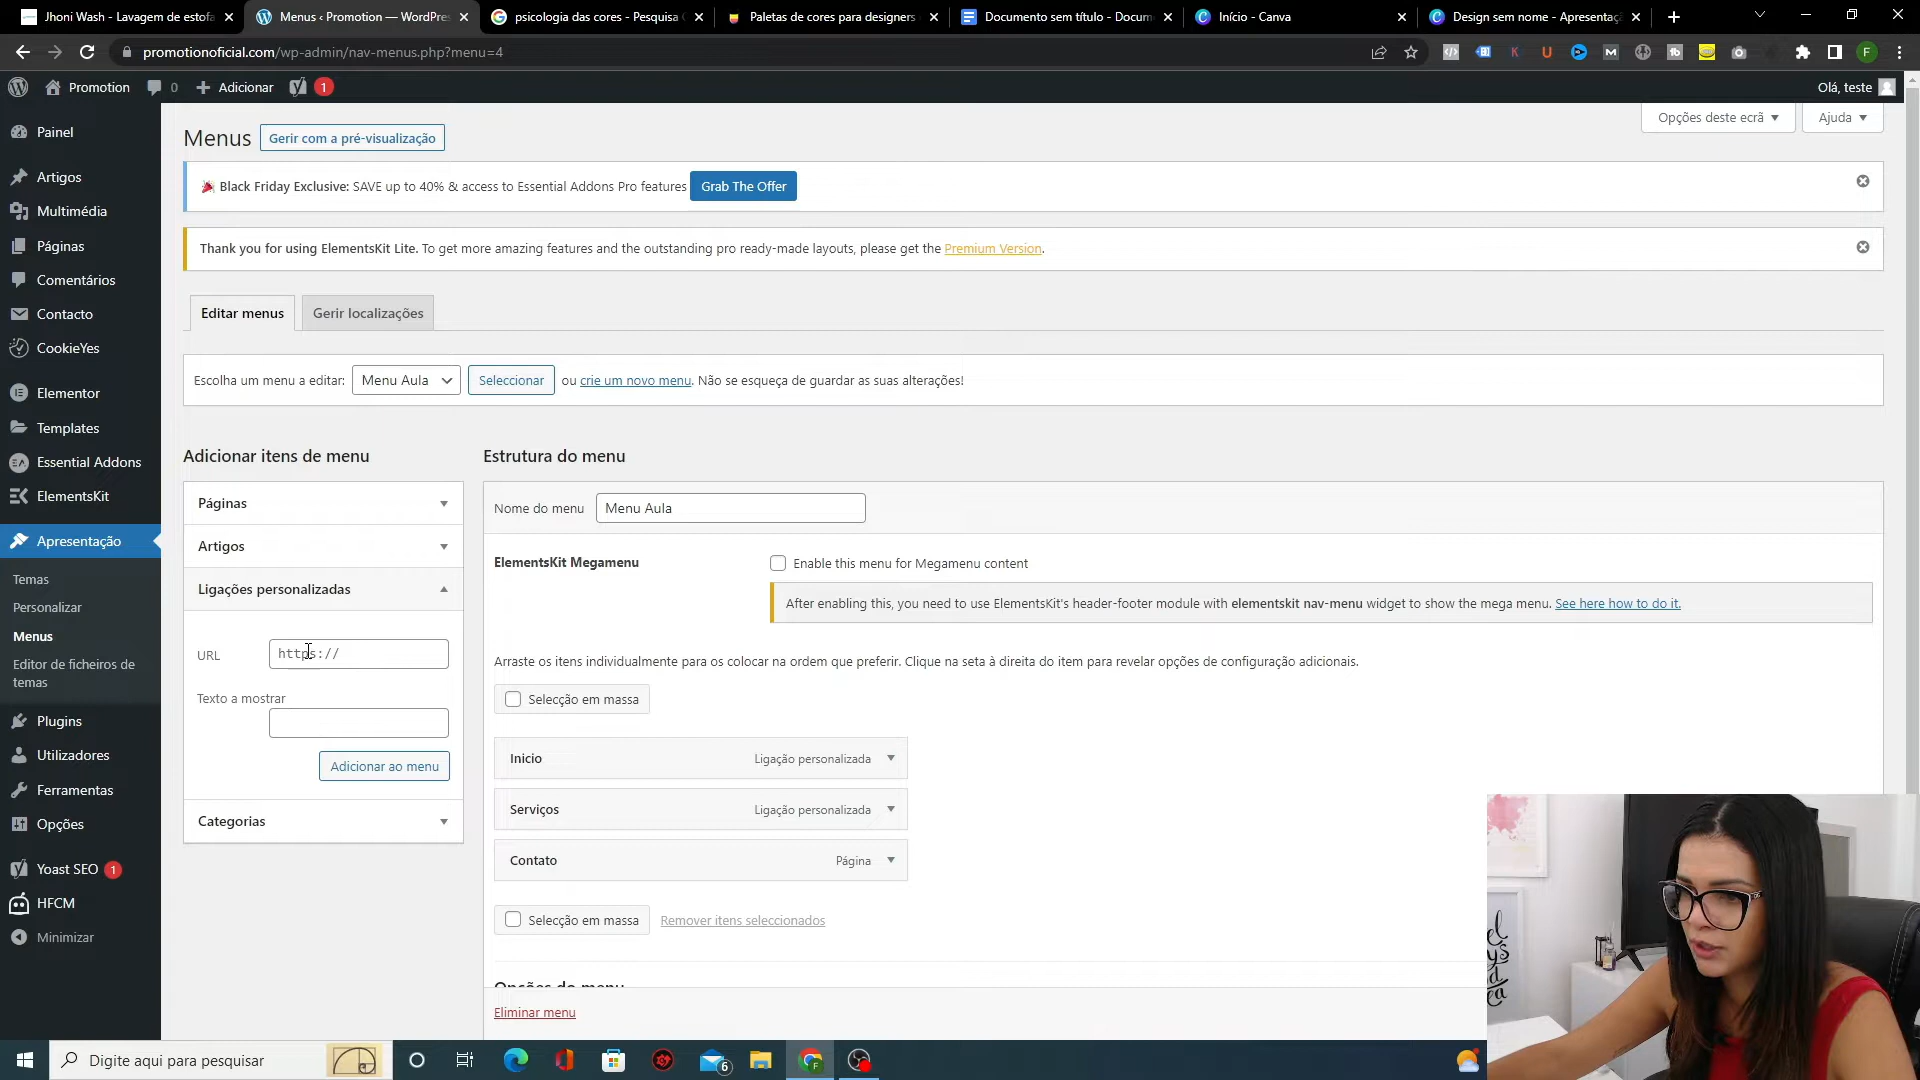 Jhoni Wash - Lavagem de estofa
Menus ‹ Promotion — WordPres
psicologia das cores - Pesquisa
Paletas de cores para designers
Documento sem título - Docum
Início - Canva
Design sem nome - Apresentaç
promotionoficial.com/wp-admin/nav-menus.php?menu=4
Promotion
0
Adicionar
1
Olá, teste
Painel
Artigos
Multimédia
Páginas
Comentários
Contacto
CookieYes
Elementor
Templates
Essential Addons
ElementsKit
Apresentação
Temas
Personalizar
Menus
Editor de ficheiros de
temas
Plugins
Utilizadores
Ferramentas
Opções
Yoast SEO 1
HFCM
Minimizar
Opções deste ecrã
Ajuda
Menus
Gerir com a pré-visualização
Black Friday Exclusive: SAVE up to 40% & access to Essential Addons Pro features Grab The Offer
Thank you for using ElementsKit Lite. To get more amazing features and the outstanding pro ready-made layouts, please get the Premium Version.
Editar menus
Gerir localizações
Escolha um menu a editar: Menu Aula Seleccionar ou crie um novo menu. Não se esqueça de guardar as suas alterações!
Adicionar itens de menu
Páginas
Artigos
Ligações personalizadas
URL
https://
Texto a mostrar
Adicionar ao menu
Categorias
Estrutura do menu
Nome do menu Menu Aula
ElementsKit Megamenu
Enable this menu for Megamenu content
After enabling this, you need to use ElementsKit's header-footer module with elementskit nav-menu widget to show the mega menu. See here how to do it.
Arraste os itens individualmente para os colocar na ordem que preferir. Clique na seta à direita do item para revelar opções de configuração adicionais.
Selecção em massa
Inicio Ligação personalizada
Serviços Ligação personalizada
Contato Página
Selecção em massa Remover itens seleccionados
Opções do menu
Eliminar menu
Digite aqui para pesquisar
6